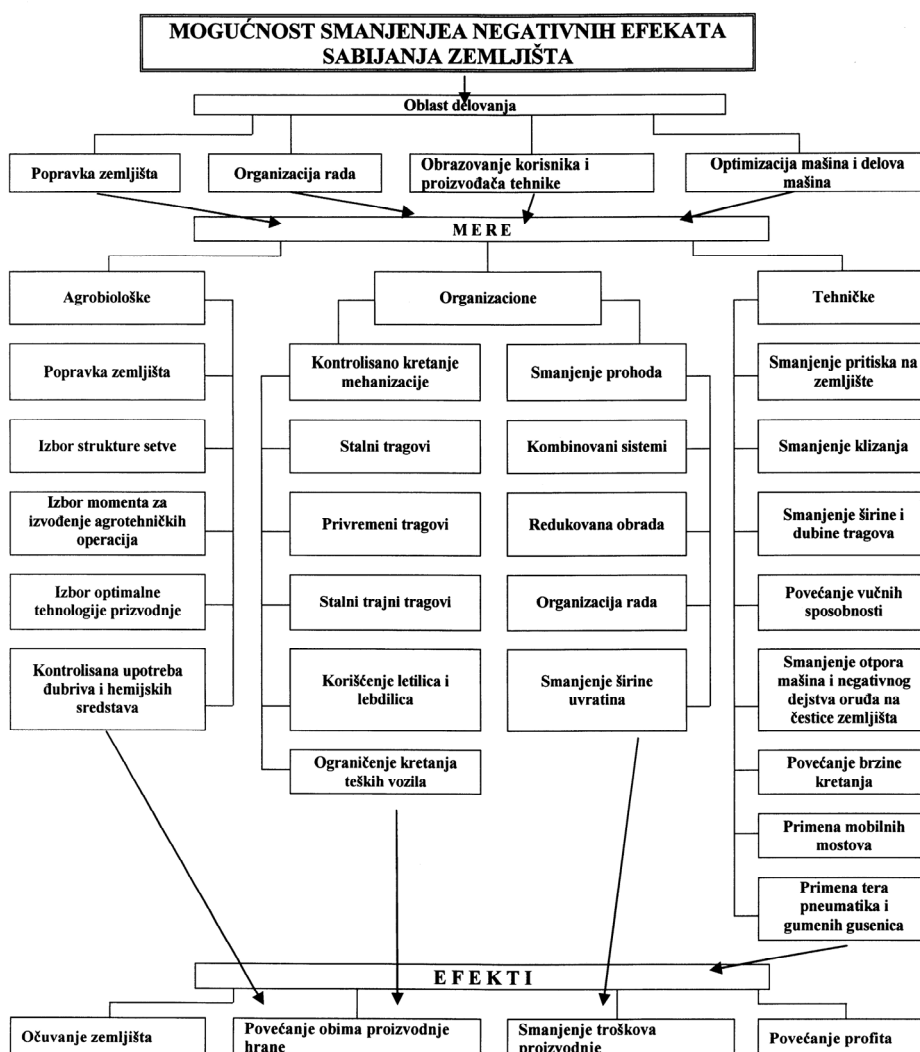 MOGUĆNOST SMANJENJEA NEGATIVNIH EFEKATA
SABIJANJA ZEMLJIŠTA
Oblast delovanja
Popravka zemljišta
Organizacija rada
Obrazovanje korisnika i
proizvođača tehnike
Optimizacija mašina i delova
mašina
MERE
Agrobiološke
Organizacione
Tehničke
Popravka zemljišta
Kontrolisano kretanje
mehanizacije
Smanjenje prohoda
Smanjenje pritiska na
zemljište
Izbor strukture setve
Stalni tragovi
Kombinovani sistemi
Smanjenje klizanja
Izbor momenta za
izvođenje agrotehničkih
operacija
Privremeni tragovi
Redukovana obrada
Smanjenje širine i
dubine tragova
Izbor optimalne
tehnologije prizvodnje
Stalni trajni tragovi
Organizacija rada
Povećanje vučnih
sposobnosti
Kontrolisana upotreba
đubriva i hemijskih
sredstava
Korišćenje letilica i
lebdilica
Smanjenje širine
uvratina
Smanjenje otpora
mašina i negativnog
dejstva oruđa na
čestice zemljišta
Ograničenje kretanja
teških vozila
Povećanje brzine
kretanja
Primena mobilnih
mostova
Primena tera
pneumatika i
gumenih gusenica
EFEKTI
Očuvanje zemljišta
Povećanje obima proizvodnje
hrane
Smanjenje troškova
proizvodnje
Povećanje profita